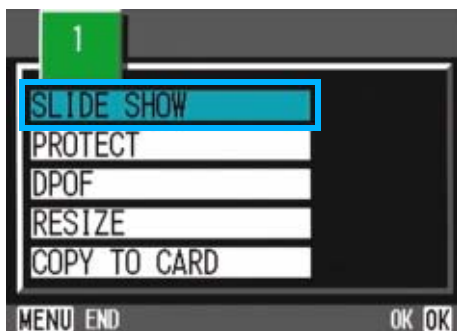 1
SLIDE SHOW
PROTECT
DPOF
RESIZE
COPY TO CARD
MENU END OK OK